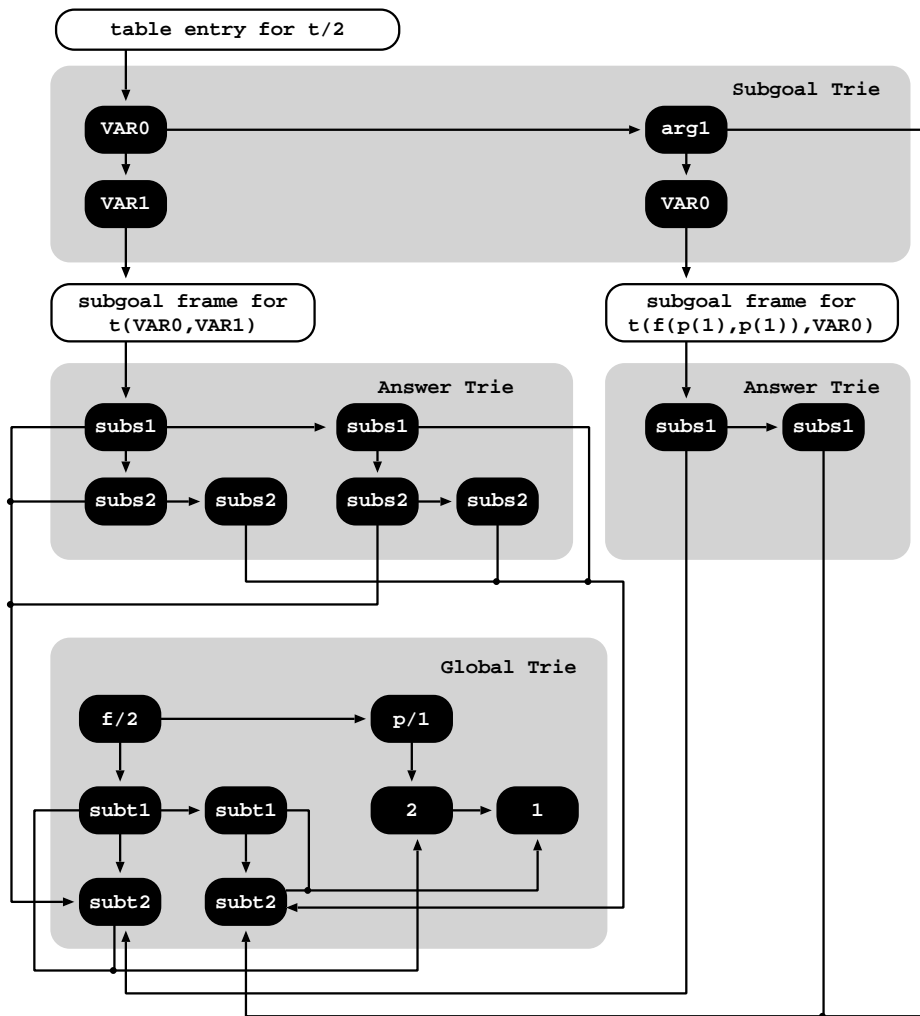 table entry for t/2
Subgoal Trie
VAR0
arg1
VAR1
VAR0
subgoal frame for
t(VAR0,VAR1)
subgoal frame for
t(f(p(1),p(1)),VAR0)
Answer Trie
Answer Trie
subs1
subs1
subs1
subs1
subs2
subs2
subs2
subs2
Global Trie
f/2
p/1
subt1
subt1
2
1
subt2
subt2